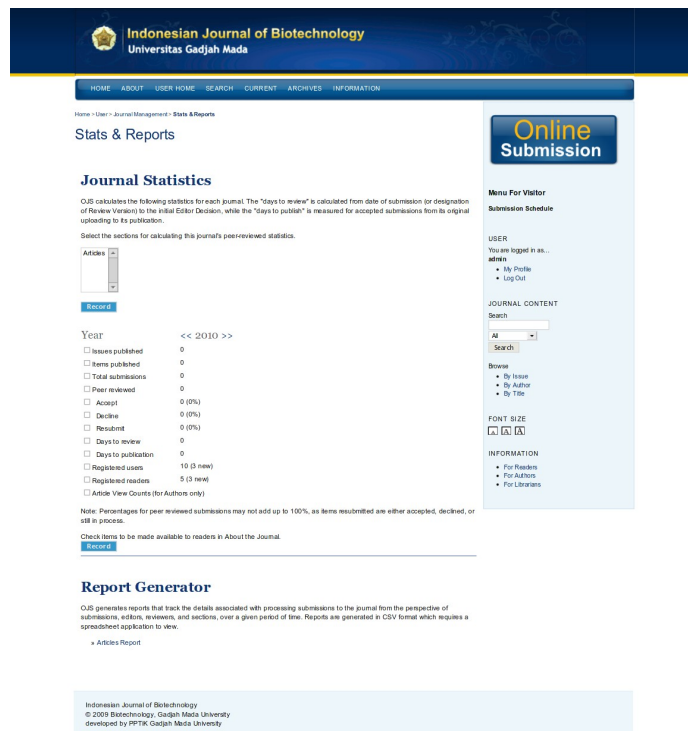 Indonesian Journal of Biotechnology
Universitas Gadjah Mada
HOME ABOUT USER HOME SEARCH CURRENT ARCHIVES INFORMATION
Home > User > Journal Management > Stats & Reports
Stats & Reports
Journal Statistics
OJS calculates the following statistics for each journal. The "days to review" is calculated from date of submission (or designation
of Review Version) to the initial Editor Decision, while the "days to publish" is measured for accepted submissions from its original
uploading to its publication.
Select the sections for calculating this journal's peer-reviewed statistics.
Articles
Record
Year << 2010 >>
Issues published 0
Items published 0
Total submissions 0
Peer reviewed 0
Accept 0 (0%)
Decline 0 (0%)
Resubmit 0 (0%)
Days to review 0
Days to publication 0
Registered users 10 (3 new)
Registered readers 5 (3 new)
Article View Counts (for Authors only)
Note: Percentages for peer reviewed submissions may not add up to 100%, as items resubmitted are either accepted, declined, or
still in process.
Check items to be made available to readers in About the Journal.
Record
Report Generator
OJS generates reports that track the details associated with processing submissions to the journal from the perspective of
submissions, editors, reviewers, and sections, over a given period of time. Reports are generated in CSV format which requires a
spreadsheet application to view.
» Articles Report
Online
Submission
Menu For Visitor
Submission Schedule
USER
You are logged in as...
admin
• My Profile
• Log Out
JOURNAL CONTENT
Search
All
Search
Browse
• By Issue
• By Author
• By Title
FONT SIZE
A A A
INFORMATION
• For Readers
• For Authors
• For Librarians
Indonesian Journal of Biotechnology
© 2009 Biotechnology, Gadjah Mada University
developed by PPTiK Gadjah Mada University